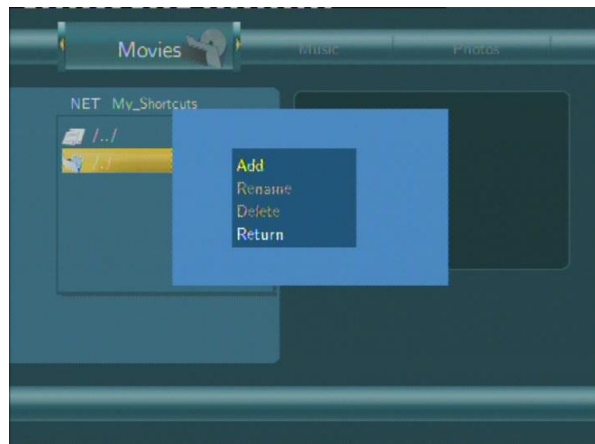 Movies Music Photos
NET My_Shortcuts
/../
/./
Add
Rename
Delete
Return